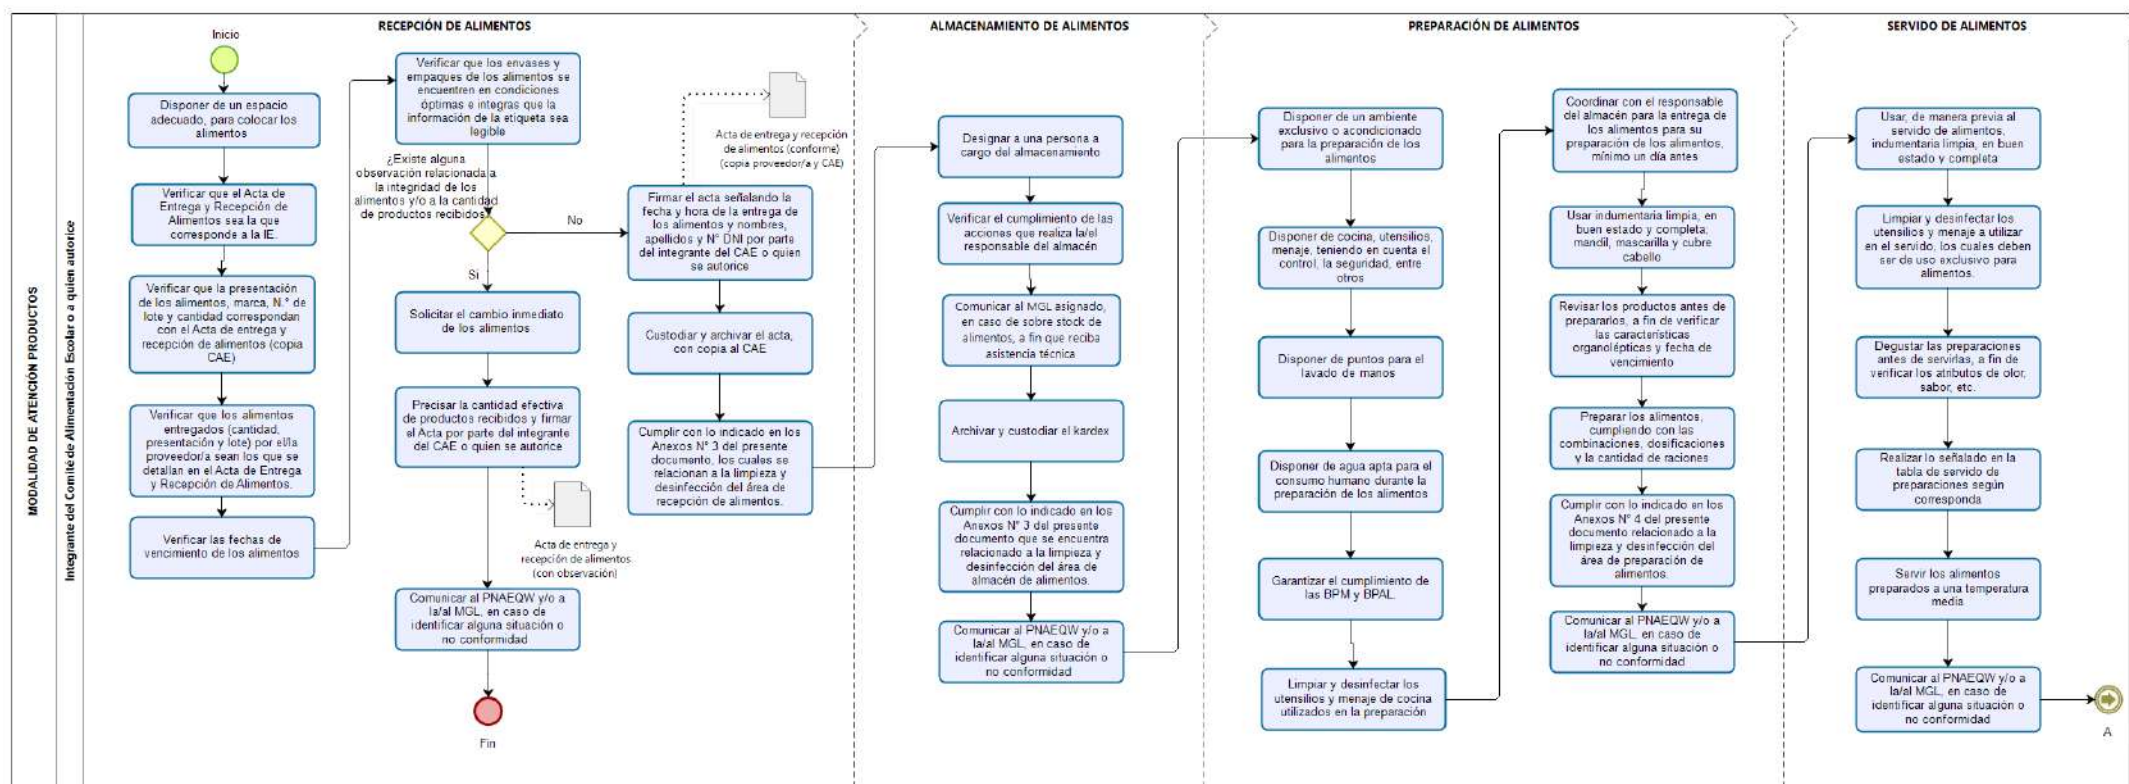 MODALIDAD DE ATENCIÓN PRODUCTOS
Integrante del Comité de Alimentación Escolar o a quien autorice
RECEPCIÓN DE ALIMENTOS
Inicio
Disponer de un espacio
adecuado, para colocar los
alimentos
Verificar que el Acta de
Entrega y Recepción de
Alimentos sea la que
corresponde a la IE.
Verificar que la presentación
de los alimentos, marca, N.° de
lote y cantidad correspondan
con el Acta de entrega y
recepción de alimentos (copia
CAE)
Verificar que los alimentos
entregados (cantidad,
presentación y lote) por el/la
proveedor/a sean los que se
detallan en el Acta de Entrega
y Recepción de Alimentos.
Verificar las fechas de
vencimiento de los alimentos
Verificar que los envases y
empaques de los alimentos se
encuentren en condiciones
óptimas e integras que la
información de la etiqueta sea
legible
¿Existe alguna
observación relacionada a
la integridad de los
alimentos y/o a la cantidad
de productos recibidos
No
Sí
Solicitar el cambio inmediato
de los alimentos
Precisar la cantidad efectiva
de productos recibidos y firmar
el Acta por parte del integrante
del CAE o quien se autorice
Acta de entrega y
recepción de alimentos
(con observación)
Comunicar al PNAEQW y/o a
la/al MGL, en caso de
identificar alguna situación o
no conformidad
Fin
Acta de entrega y recepción
de alimentos (conforme)
(copia proveedor/a y CAE)
Firmar el acta señalando la
fecha y hora de la entrega de
los alimentos y nombres,
apellidos y N° DNI por parte
del integrante del CAE o quien
se autorice
Custodiar y archivar el acta,
con copia al CAE
Cumplir con lo indicado en los
Anexos N° 3 del presente
documento, los cuales se
relacionan a la limpieza y
desinfección del área de
recepción de alimentos.
ALMACENAMIENTO DE ALIMENTOS
Designar a una persona a
cargo del almacenamiento
Verificar el cumplimiento de las
acciones que realiza la/el
responsable del almacén
Comunicar al MGL asignado,
en caso de sobre stock de
alimentos, a fin que reciba
asistencia técnica
Archivar y custodiar el kardex
Cumplir con lo indicado en los
Anexos N° 3 del presente
documento que se encuentra
relacionado a la limpieza y
desinfección del área de
almacén de alimentos.
Comunicar al PNAEQW y/o a
la/al MGL, en caso de
identificar alguna situación o
no conformidad
PREPARACIÓN DE ALIMENTOS
Disponer de un ambiente
exclusivo o acondicionado
para la preparación de los
alimentos
Disponer de cocina, utensilios,
menaje, teniendo en cuenta el
control, la seguridad, entre
otros
Disponer de puntos para el
lavado de manos
Disponer de agua apta para el
consumo humano durante la
preparación de los alimentos
Garantizar el cumplimiento de
las BPM y BPAL.
Limpiar y desinfectar los
utensilios y menaje de cocina
utilizados en la preparación
Coordinar con el responsable
del almacén para la entrega de
los alimentos para su
preparación de los alimentos,
mínimo un día antes
Usar indumentaria limpia, en
buen estado y completa;
mandil, mascarilla y cubre
cabello
Revisar los productos antes de
prepararlos, a fin de verificar
las características
organolépticas y fecha de
vencimiento
Preparar los alimentos,
cumpliendo con las
combinaciones, dosificaciones
y la cantidad de raciones
Cumplir con lo indicado en los
Anexos N° 4 del presente
documento relacionado a la
limpieza y desinfección del
área de preparación de
alimentos.
Comunicar al PNAEQW y/o a
la/al MGL, en caso de
identificar alguna situación o
no conformidad
SERVIDO DE ALIMENTOS
Usar, de manera previa al
servido de alimentos,
indumentaria limpia, en buen
estado y completa
Limpiar y desinfectar los
utensilios y menaje a utilizar
en el servido, los cuales deben
ser de uso exclusivo para
alimentos.
Degustar las preparaciones
antes de servirlas, a fin de
verificar los atributos de olor,
sabor, etc.
Realizar lo señalado en la
tabla de servido de
preparaciones según
corresponda
Servir los alimentos
preparados a una temperatura
media
Comunicar al PNAEQW y/o a
la/al MGL, en caso de
identificar alguna situación o
no conformidad
A